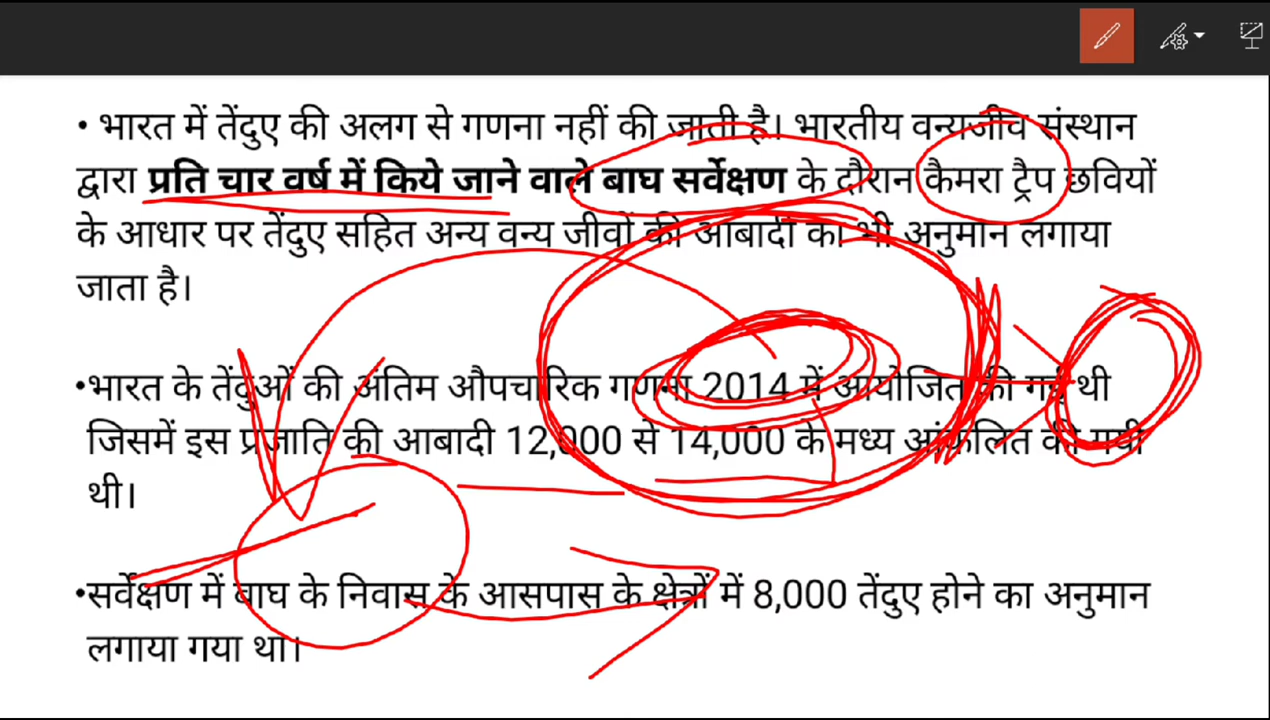 • भारत में तेंदुए की अलग से गणना नहीं की जाती है। भारतीय वन्यजीव संस्थान
द्वारा प्रति चार वर्ष में किये जाने वाले बाघ सर्वेक्षण के दौरान कैमरा ट्रैप छवियों
के आधार पर तेंदुए सहित अन्य वन्य जीवों की आबादी का भी अनुमान लगाया
जाता है।
•भारत के तेंदुओं की अंतिम औपचारिक गणना 2014 में आयोजित की गई थी
जिसमें इस प्रजाति की आबादी 12,000 से 14,000 के मध्य आंकलित की गयी
थी।
•सर्वेक्षण में बाघ के निवास के आसपास के क्षेत्रों में 8,000 तेंदुए होने का अनुमान
लगाया गया था।